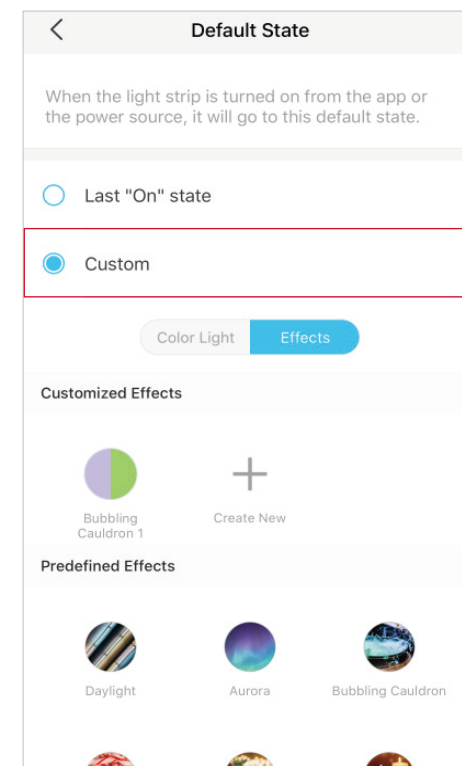 Default State
When the light strip is turned on from the app or
the power source, it will go to this default state.
Last "On" state
Custom
Color Light Effects
Customized Effects
Bubbling
Cauldron 1
Create New
Predefined Effects
Daylight Aurora Bubbling Cauldron